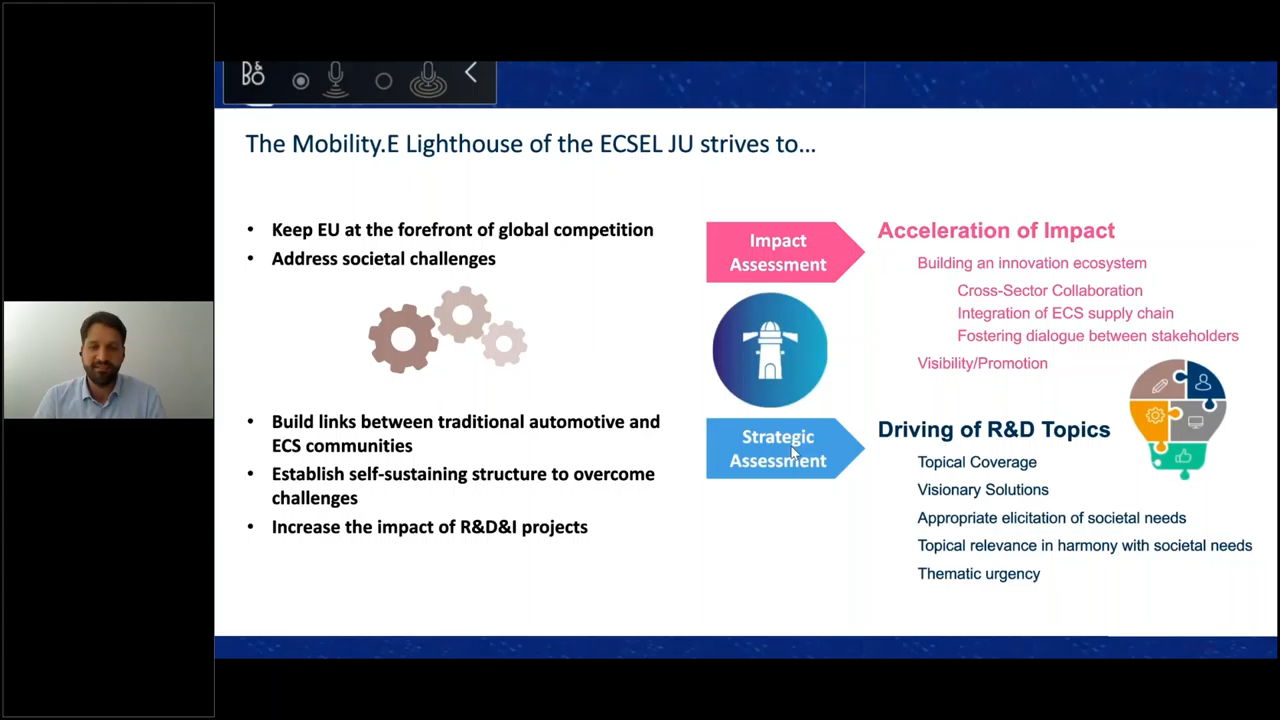 B&BO
The Mobility.E Lighthouse of the ECSEL JU strives to...
• Keep EU at the forefront of global competition
• Address societal challenges
• Build links between traditional automotive and
ECS communities
• Establish self-sustaining structure to overcome
challenges
• Increase the impact of R&D&I projects
Impact
Assessment
Strategic
Assessment
Acceleration of Impact
Building an innovation ecosystem
Cross-Sector Collaboration
Integration of ECS supply chain
Fostering dialogue between stakeholders
Visibility/Promotion
Driving of R&D Topics
Topical Coverage
Visionary Solutions
Appropriate elicitation of societal needs
Topical relevance in harmony with societal needs
Thematic urgency